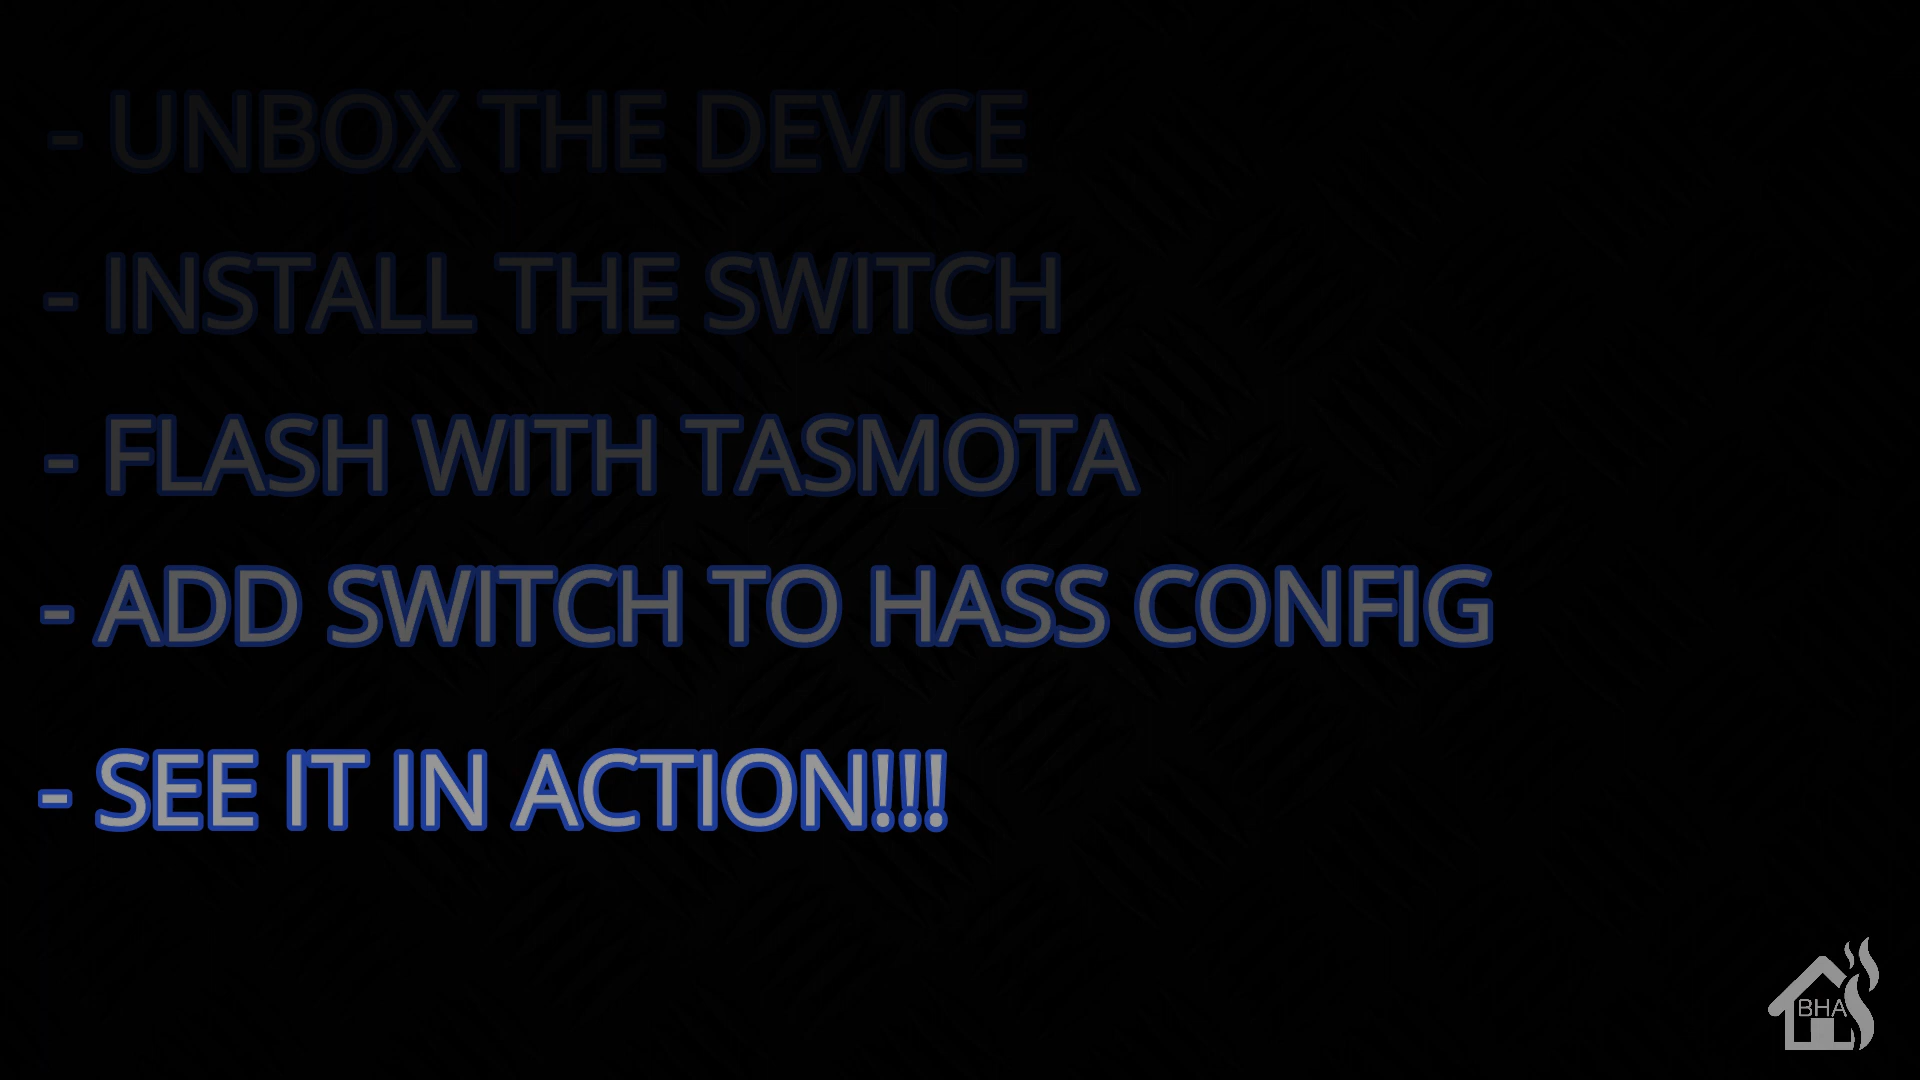 - UNBOX THE DEVICE
- INSTALL THE SWITCH
- FLASH WITH TASMOTA
- ADD SWITCH TO HASS CONFIG
- SEE IT IN ACTION!!!
BHA